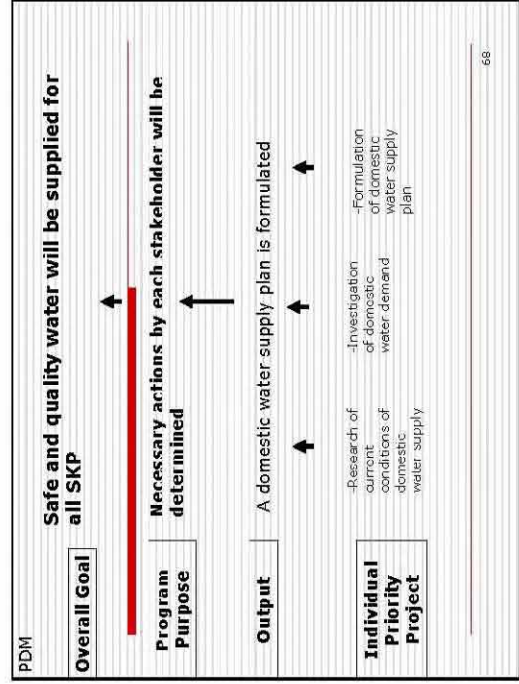 PDM
Overall Goal
Safe and quality water will be supplied for
all SKP
Program
Purpose
Necessary actions by each stakeholder will be
determined
Output
A domestic water supply plan is formulated
Individual
Priority
Project
-Research of
current
conditions of
domestic
water supply
-Investigation
of domestic
water demand
-Formulation
of domestic
water supply
plan
68